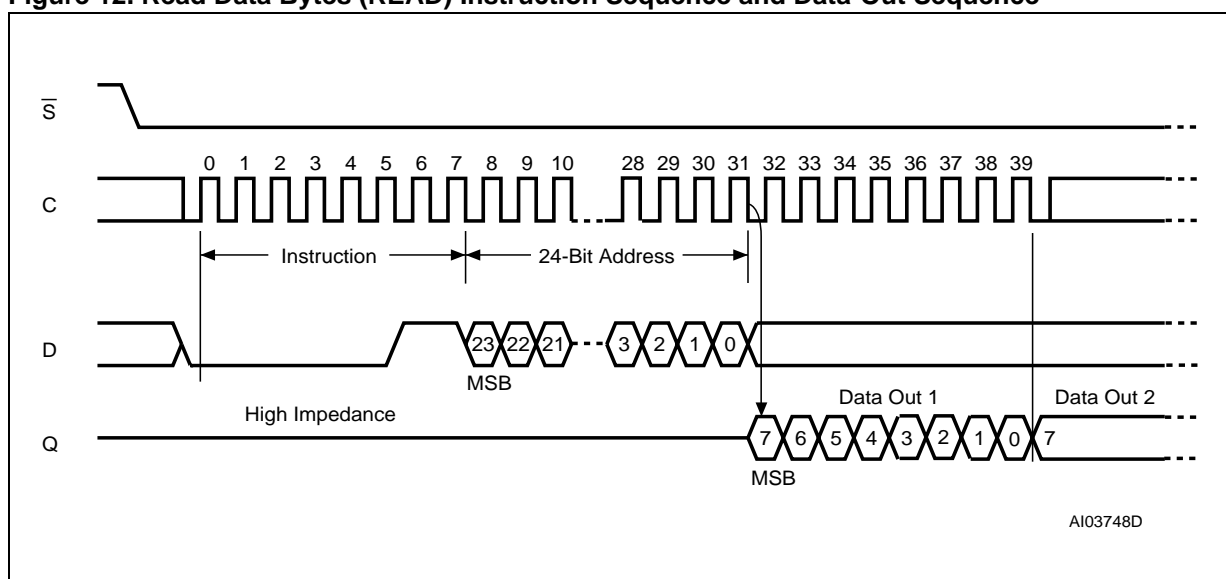 Figure 12. Read Data Bytes (READ) Instruction Sequence and Data-Out Sequence
S
0 1 2 3 4 5 6 7 8 9 10 28 29 30 31 32 33 34 35 36 37 38 39
C
Instruction 24-Bit Address
D
23 22 21 3 2 1 0
MSB
High Impedance
Data Out 1 Data Out 2
Q
7 6 5 4 3 2 1 0 7
MSB
AI03748D